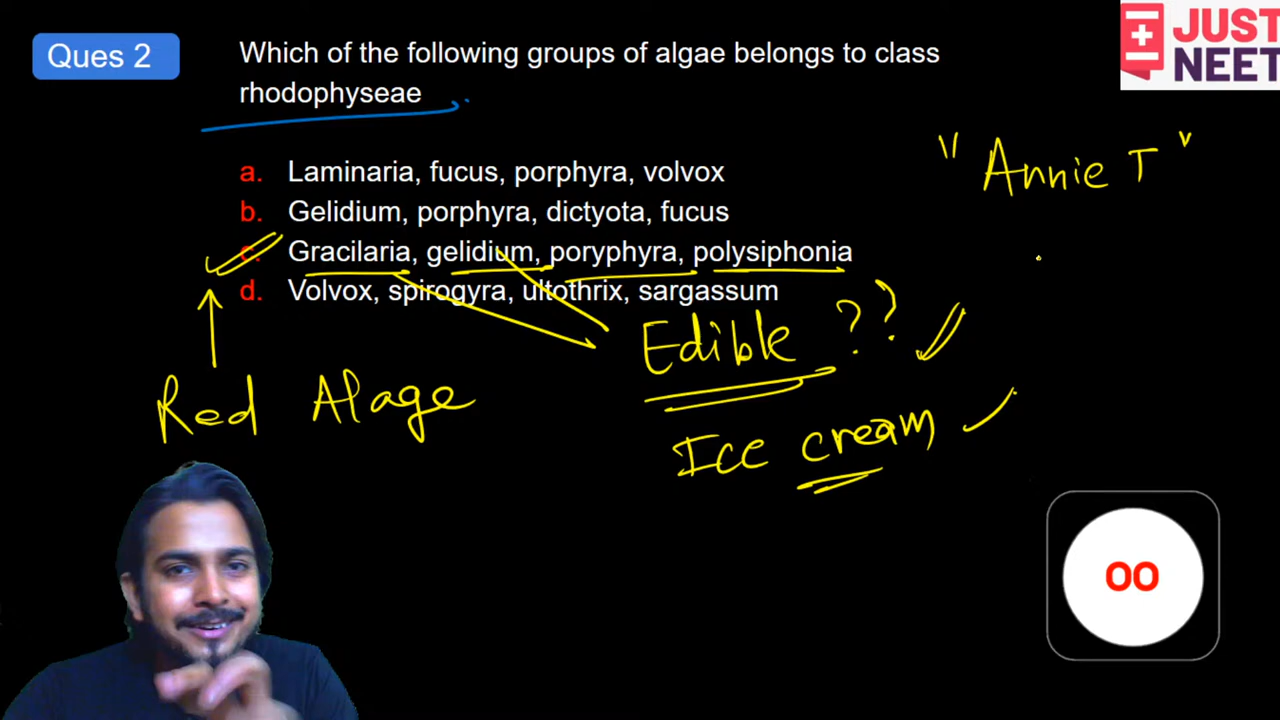 Ques 2
Which of the following groups of algae belongs to class
rhodophyseae
a. Laminaria, fucus, porphyra, volvox
b. Gelidium, porphyra, dictyota, fucus
c. Gracilaria, gelidium, poryphyra, polysiphonia
d. Volvox, spirogyra, ultothrix, sargassum
JUST
NEET
"Annie T"
Edible ??
Red Alage
Ice cream
00